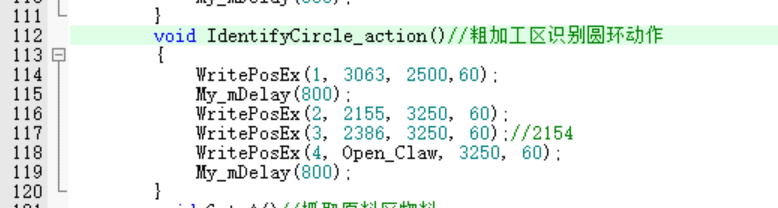 111 }
112 void IdentifyCircle_action()//粗加工区识别圆环动作
113 {
114 WritePosEx(1, 3063, 2500,60);
115 My_mDelay(800);
116 WritePosEx(2, 2155, 3250, 60);
117 WritePosEx(3, 2386, 3250, 60);//2154
118 WritePosEx(4, Open_Claw, 3250, 60);
119 My_mDelay(800);
120 }